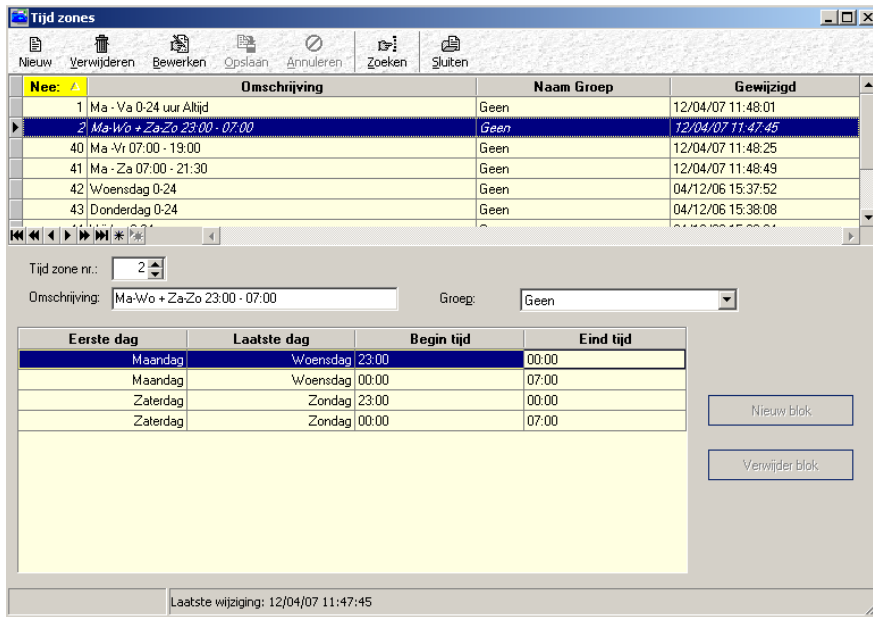 Tijd zones
Nieuw Verwijderen Bewerken Opslaan Annuleren Zoeken Sluiten
Nee: Omschrijving Naam Groep Gewijzigd
1 Ma - Va 0-24 uur Altijd Geen 12/04/07 11:48:01
2 Ma-Wo + Za-Zo 23:00 - 07:00 Geen 12/04/07 11:47:45
40 Ma -Vr 07:00 - 19:00 Geen 12/04/07 11:48:25
41 Ma - Za 07:00 - 21:30 Geen 12/04/07 11:48:49
42 Woensdag 0-24 Geen 04/12/06 15:37:52
43 Donderdag 0-24 Geen 04/12/06 15:38:08
Tijd zone nr.: 2
Omschrijving: Ma-Wo + Za-Zo 23:00 - 07:00 Groep: Geen
Eerste dag Laatste dag Begin tijd Eind tijd
Maandag Woensdag 23:00 00:00
Maandag Woensdag 00:00 07:00
Zaterdag Zondag 23:00 00:00
Zaterdag Zondag 00:00 07:00
Nieuw blok
Verwijder blok
Laatste wijziging: 12/04/07 11:47:45